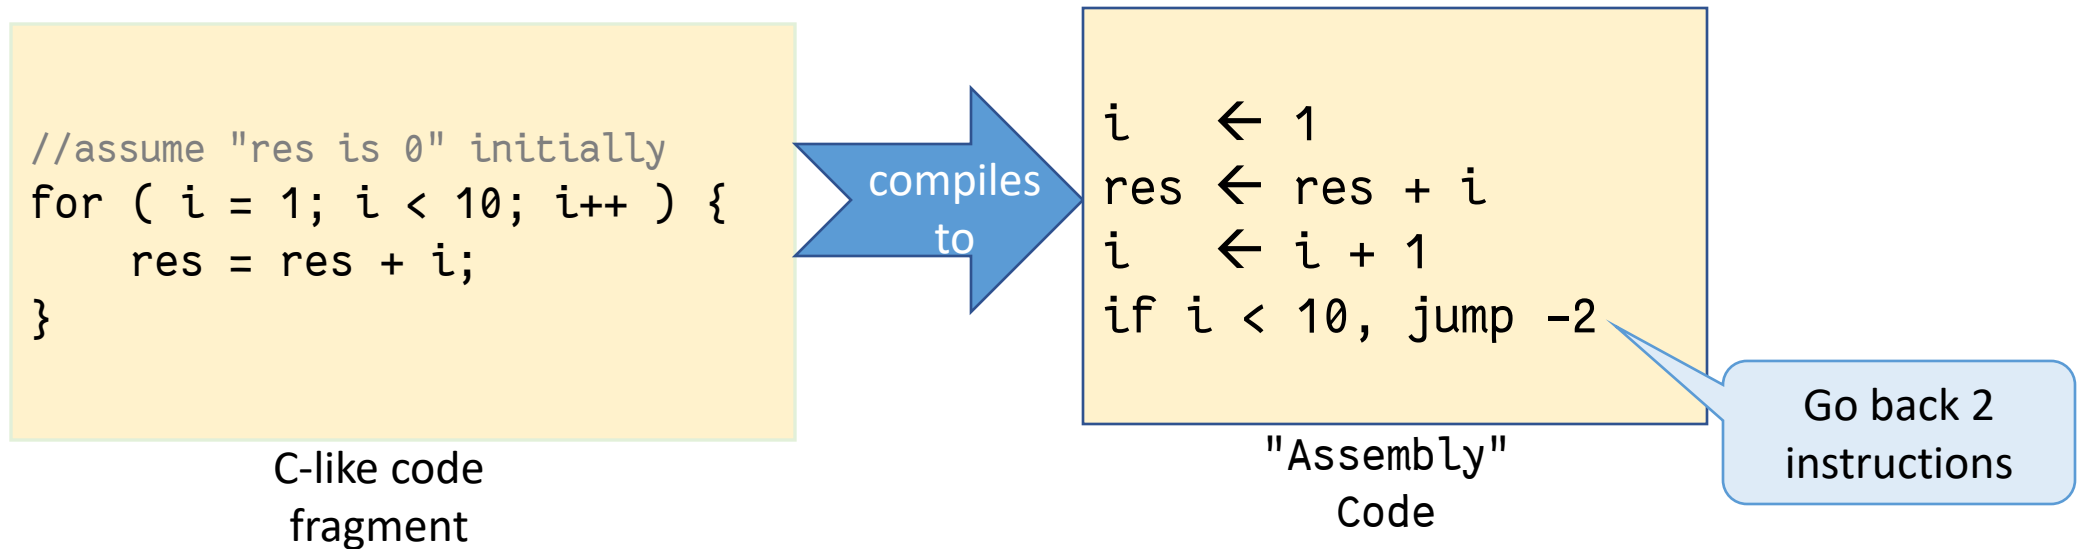 //assume "res is 0" initially
for ( i = 1; i < 10; i++ ) {
    res = res + i;
}
C-like code
fragment
compiles
to
i   ← 1
res ← res + i
i   ← i + 1
if i < 10, jump -2
"Assembly"
Code
Go back 2
instructions